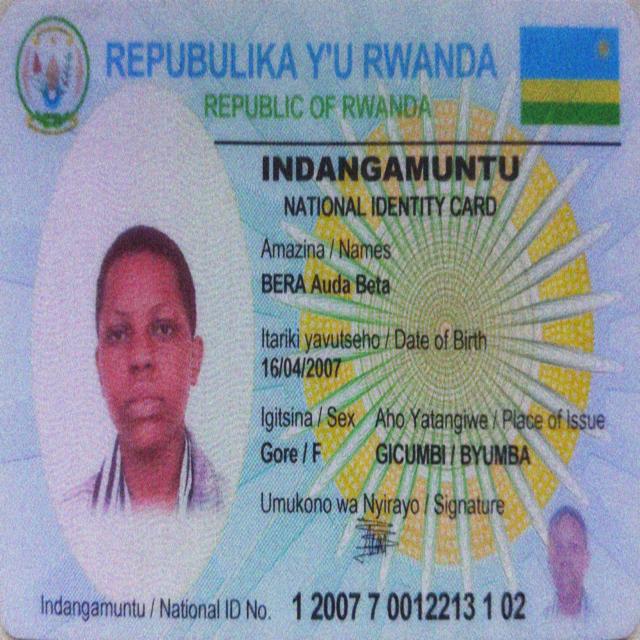 REPUBULIKA Y'U RWANDA
REPUBLIC OF RWANDA
INDANGAMUNTU
NATIONAL IDENTITY CARD
Amazina / Names
BERA Auda Beta
Itariki yavutseho / Date of Birth
16/04/2007
Igitsina / Sex Aho Yatangiwe / Place of Issue
Gore / F GICUMBI / BYUMBA
Umukono wa Nyirayo / Signature
Indangamuntu / National ID No. 1 2007 7 0012213 1 02